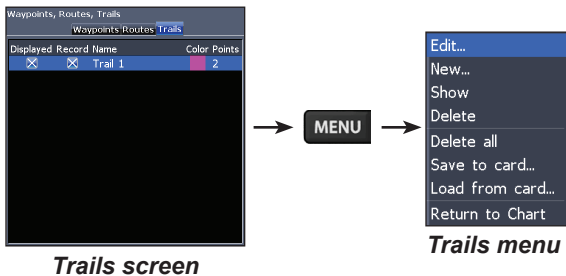 Waypoints, Routes, Trails
Waypoints Routes Trails
Displayed Record Name Color Points
Trail 1 2
MENU
Edit...
New...
Show
Delete
Delete all
Save to card...
Load from card...
Return to Chart
Trails screen
Trails menu